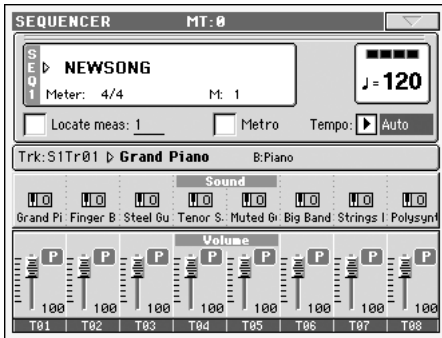 SEQUENCER MT:0
SEQ1
NEWSONG
Meter: 4/4 M: 1
♩=120
Locate meas: 1 Metro Tempo: Auto
Trk:S1Tr01 Grand Piano B:Piano
Sound
Grand Pi Finger B Steel Gu Tenor S. Muted Gu Big Band Strings I Polysynt
Volume
P P P P P P P P
100 100 100 100 100 100 100 100
T01 T02 T03 T04 T05 T06 T07 T08